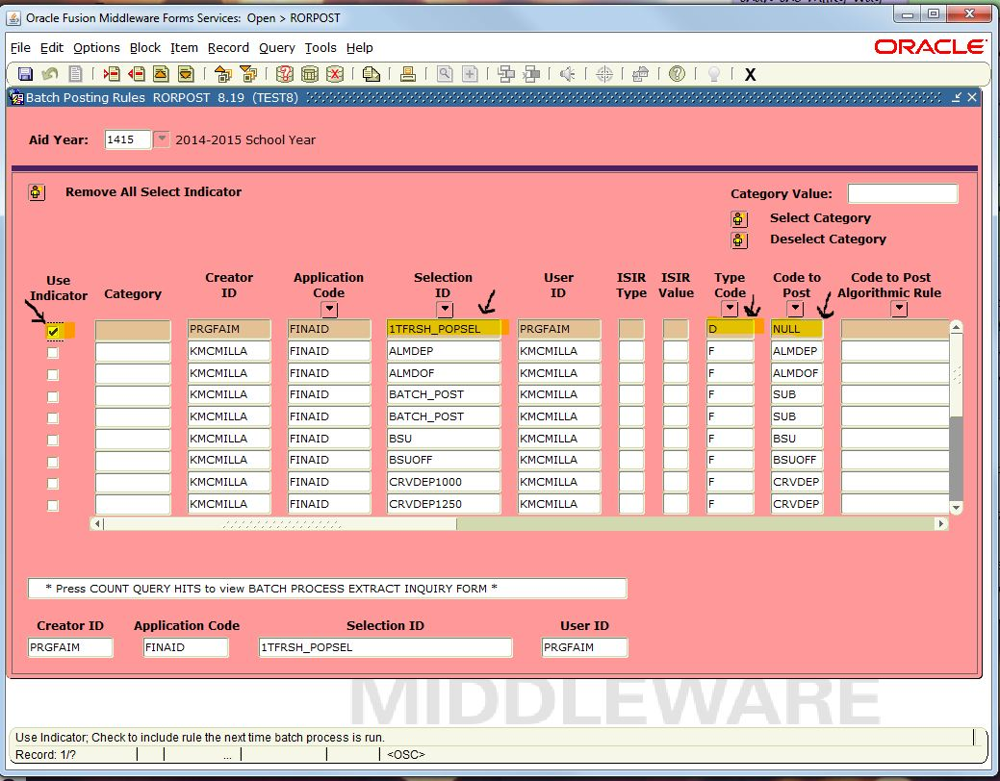 Oracle Fusion Middleware Forms Services: Open > RORPOST
File Edit Options Block Item Record Query Tools Help
ORACLE
Batch Posting Rules RORPOST 8.19 (TEST8)
Aid Year: 1415 2014-2015 School Year
Remove All Select Indicator
Category Value:
Select Category
Deselect Category
Use Indicator Category Creator ID Application Code Selection ID User ID ISIR Type ISIR Value Type Code Code to Post Code to Post Algorithmic Rule
PRGFAIM FINAID 1TFRSH_POPSEL PRGFAIM D NULL
KMCMILLA FINAID ALMDEP KMCMILLA F ALMDEP
KMCMILLA FINAID ALMDOF KMCMILLA F ALMDOF
KMCMILLA FINAID BATCH_POST KMCMILLA F SUB
KMCMILLA FINAID BATCH_POST KMCMILLA F SUB
KMCMILLA FINAID BSU KMCMILLA F BSU
KMCMILLA FINAID BSUOFF KMCMILLA F BSUOFF
KMCMILLA FINAID CRVDEP1000 KMCMILLA F CRVDEP
KMCMILLA FINAID CRVDEP1250 KMCMILLA F CRVDEP
* Press COUNT QUERY HITS to view BATCH PROCESS EXTRACT INQUIRY FORM *
Creator ID Application Code Selection ID User ID
PRGFAIM FINAID 1TFRSH_POPSEL PRGFAIM
MIDDLEWARE
Use Indicator; Check to include rule the next time batch process is run.
Record: 1/? ... <OSC>